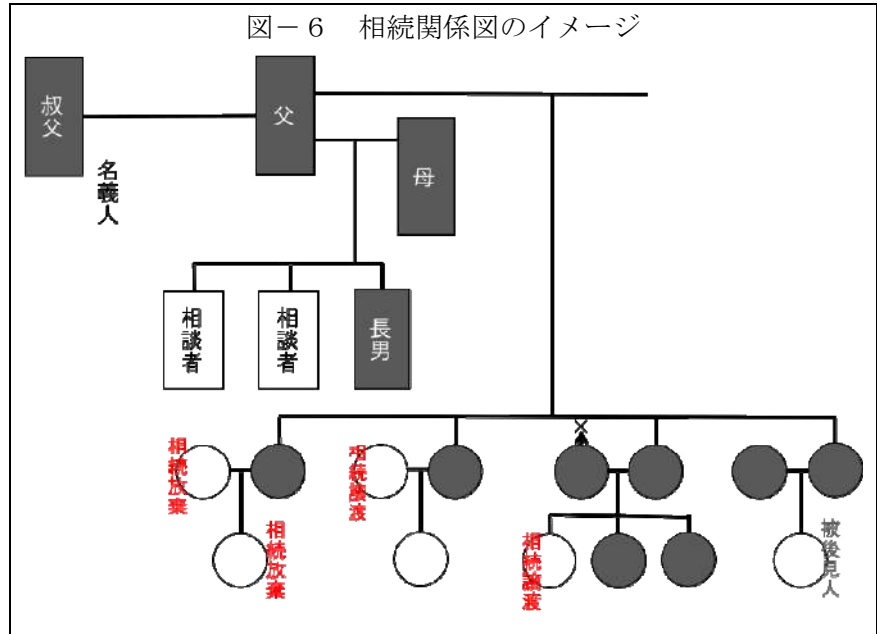 図－6 相続関係図のイメージ
叔父
父
名義人
母
相談者
相談者
長男
×
相続放棄
相続譲渡
相続放棄
相続譲渡
被後見人